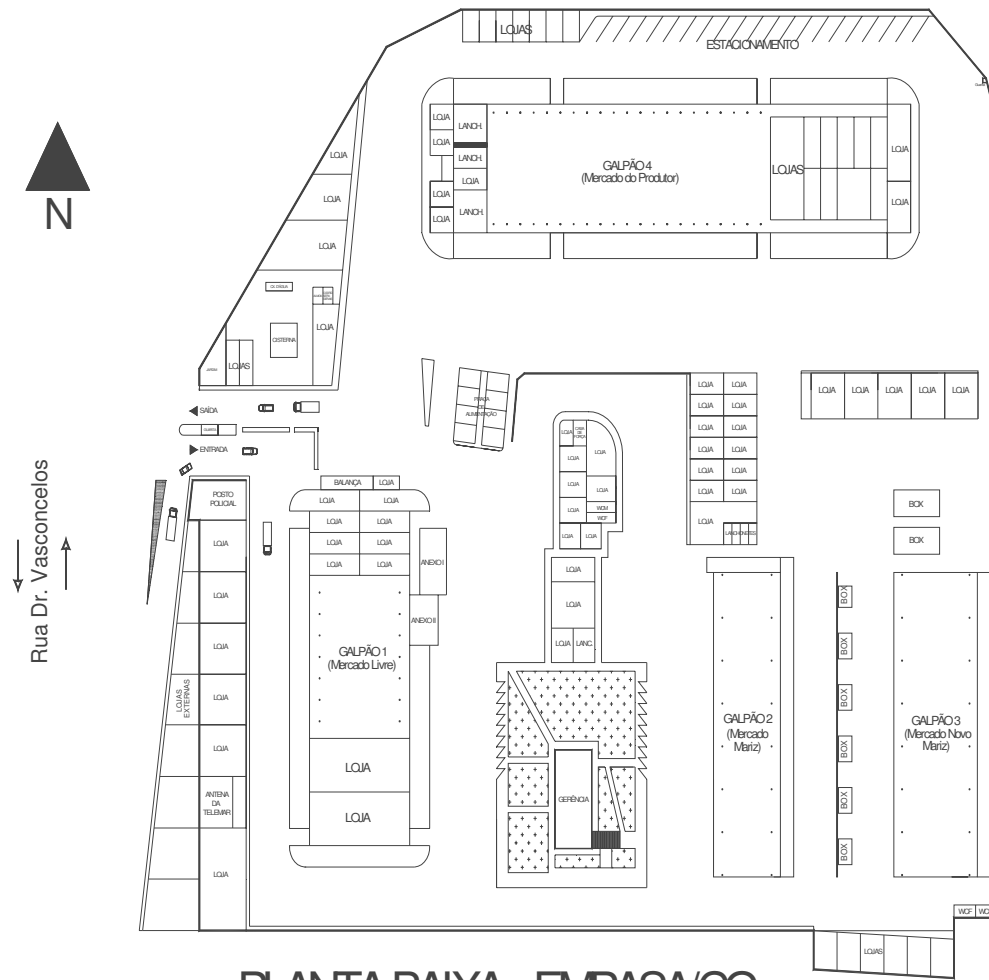 LOJAS
ESTACIONAMENTO
LOJA
LANCH.
LOJA
LANCH.
LOJA
LOJA
LANCH.
LOJA
GALPÃO 4
(Mercado do Produtor)
LOJAS
LOJA
LOJA
N
LOJA
LOJA
LOJA
LOJA
CISTERNA
LOJAS
SAÍDA
ENTRADA
PRAÇA
DE
ALIMENTAÇÃO
LOJA
LOJA
LOJA
LOJA
LOJA
LOJA
LOJA
LOJA
LOJA
LOJA
LOJA
LOJA
LOJA
LANCHONETES
LOJA
LOJA
LOJA
LOJA
LOJA
BOX
BOX
LOJA
CASA
DE
FORÇA
LOJA
LOJA
LOJA
LOJA
LOJA
WCM
WCF
LOJA
LOJA
LOJA
LOJA
LOJA
LANC.
GERÊNCIA
Rua Dr. Vasconcelos
POSTO
POLICIAL
LOJA
LOJA
LOJA
LOJA
LOJA
ANTENA
DA
TELEMAR
LOJA
LOJAS
EXTERNAS
BALANÇA
LOJA
LOJA
LOJA
LOJA
LOJA
LOJA
LOJA
LOJA
LOJA
ANEXO I
ANEXO II
GALPÃO 1
(Mercado Livre)
LOJA
LOJA
GALPÃO 2
(Mercado
Mariz)
BOX
BOX
BOX
BOX
BOX
BOX
GALPÃO 3
(Mercado Novo
Mariz)
WCF
LOJAS